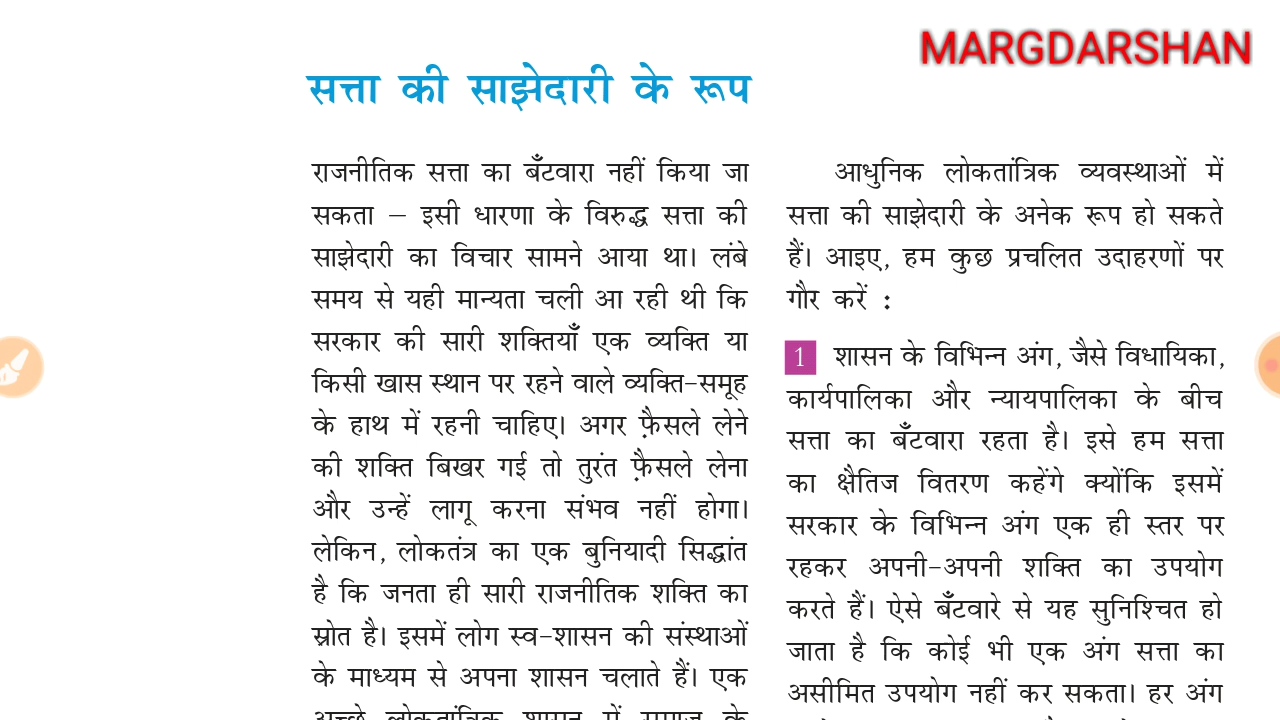 MARGDARSHAN
सत्ता की साझेदारी के रूप
राजनीतिक सत्ता का बँटवारा नहीं किया जा
सकता – इसी धारणा के विरुद्ध सत्ता की
साझेदारी का विचार सामने आया था। लंबे
समय से यही मान्यता चली आ रही थी कि
सरकार की सारी शक्तियाँ एक व्यक्ति या
किसी खास स्थान पर रहने वाले व्यक्ति-समूह
के हाथ में रहनी चाहिए। अगर फ़ैसले लेने
की शक्ति बिखर गई तो तुरंत फ़ैसले लेना
और उन्हें लागू करना संभव नहीं होगा।
लेकिन, लोकतंत्र का एक बुनियादी सिद्धांत
है कि जनता ही सारी राजनीतिक शक्ति का
स्रोत है। इसमें लोग स्व-शासन की संस्थाओं
के माध्यम से अपना शासन चलाते हैं। एक
अच्छे लोकतांत्रिक शासन में समाज के
आधुनिक लोकतांत्रिक व्यवस्थाओं में
सत्ता की साझेदारी के अनेक रूप हो सकते
हैं। आइए, हम कुछ प्रचलित उदाहरणों पर
गौर करें :
1 शासन के विभिन्न अंग, जैसे विधायिका,
कार्यपालिका और न्यायपालिका के बीच
सत्ता का बँटवारा रहता है। इसे हम सत्ता
का क्षैतिज वितरण कहेंगे क्योंकि इसमें
सरकार के विभिन्न अंग एक ही स्तर पर
रहकर अपनी-अपनी शक्ति का उपयोग
करते हैं। ऐसे बँटवारे से यह सुनिश्चित हो
जाता है कि कोई भी एक अंग सत्ता का
असीमित उपयोग नहीं कर सकता। हर अंग